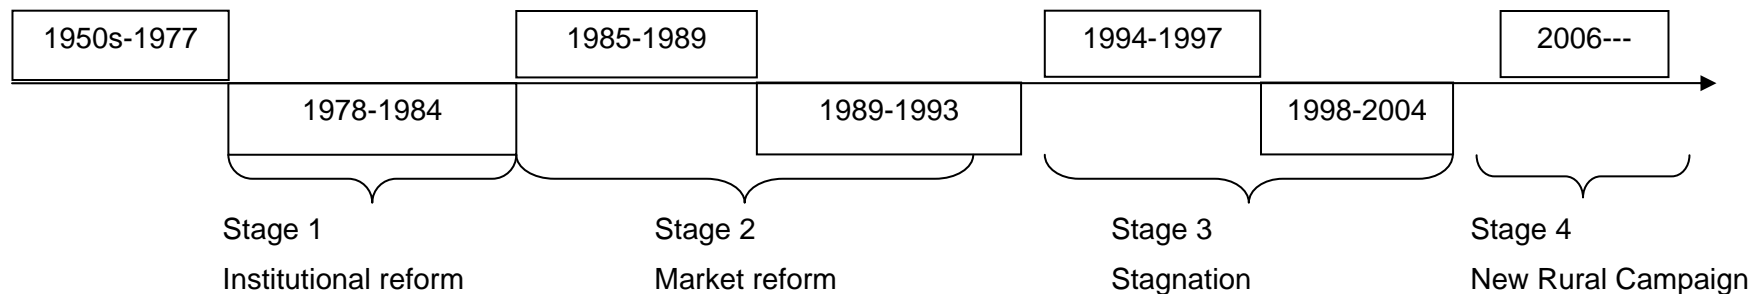 1950s-1977
1985-1989
1994-1997
2006---
1978-1984
1989-1993
1998-2004
Stage 1
Stage 2
Stage 3
Stage 4
Institutional reform
Market reform
Stagnation
New Rural Campaign